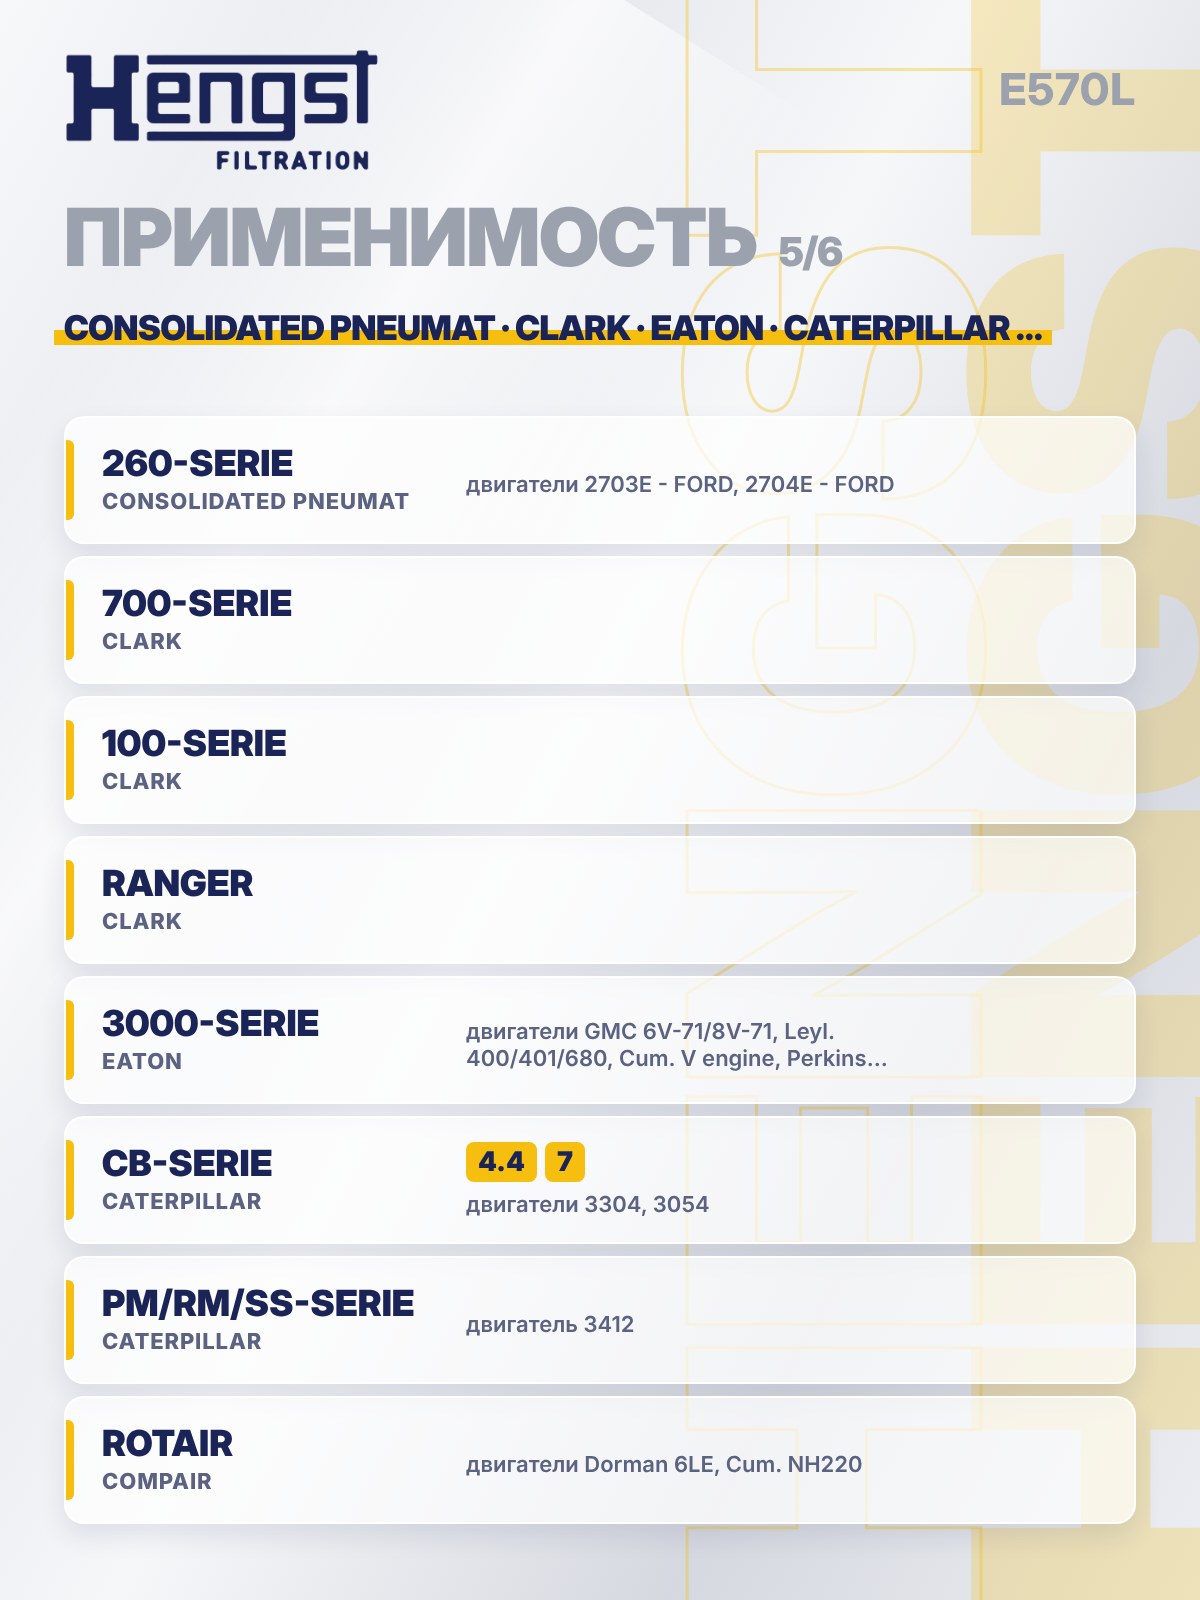 Hengst
FILTRATION
E570L
ПРИМЕНИМОСТЬ 5/6
CONSOLIDATED PNEUMAT · CLARK · EATON · CATERPILLAR ...
260-SERIE
CONSOLIDATED PNEUMAT
двигатели 2703E - FORD, 2704E - FORD
700-SERIE
CLARK
100-SERIE
CLARK
RANGER
CLARK
3000-SERIE
EATON
двигатели GMC 6V-71/8V-71, Leyl.
400/401/680, Cum. V engine, Perkins...
CB-SERIE
CATERPILLAR
4.4 7
двигатели 3304, 3054
PM/RM/SS-SERIE
CATERPILLAR
двигатель 3412
ROTAIR
COMPAIR
двигатели Dorman 6LE, Cum. NH220
HENGST
HENGST